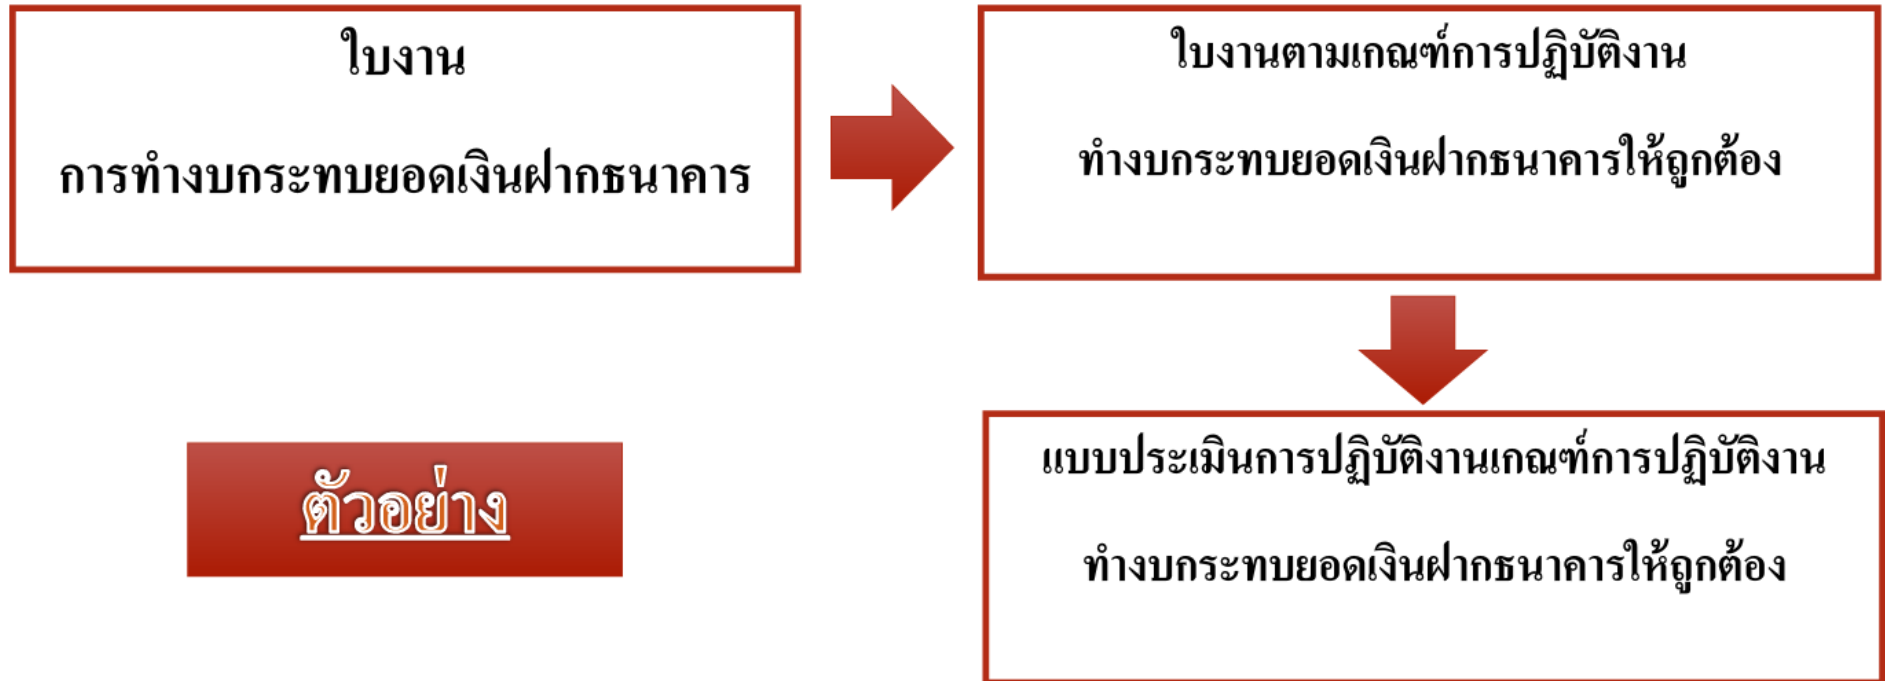 ใบงาน
การทำงบกระทบยอดเงินฝากธนาคาร
ใบงานตามเกณฑ์การปฏิบัติงาน
ทำงบกระทบยอดเงินฝากธนาคารให้ถูกต้อง
แบบประเมินการปฏิบัติงานเกณฑ์การปฏิบัติงาน
ทำงบกระทบยอดเงินฝากธนาคารให้ถูกต้อง
ตัวอย่าง